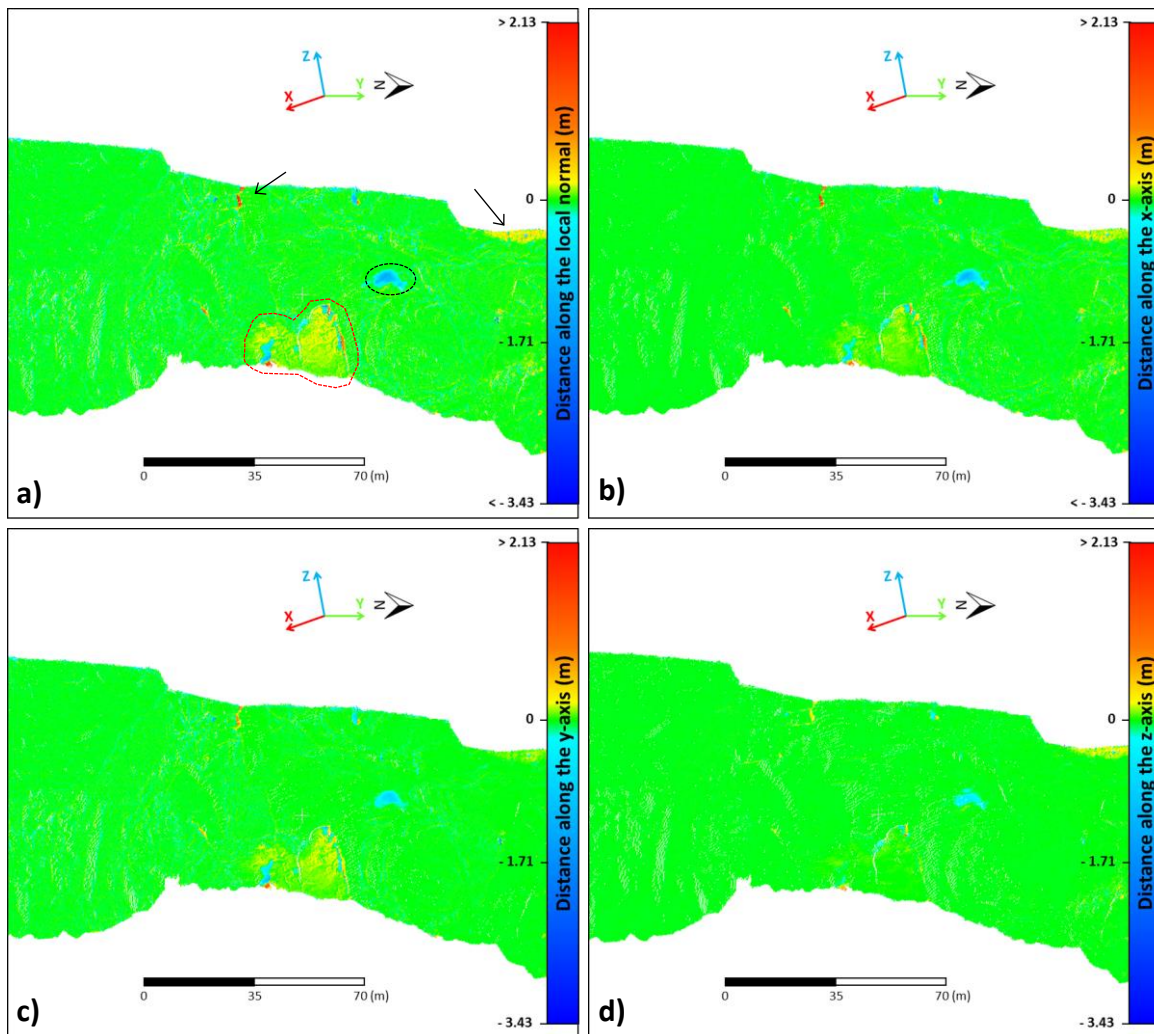 > 2.13
Z
Y
X
N
Distance along the local normal (m)
0
- 1.71
0 35 70 (m)
< - 3.43
a)
> 2.13
Z
Y
X
N
Distance along the x-axis (m)
0
- 1.71
0 35 70 (m)
< - 3.43
b)
> 2.13
Z
Y
X
N
Distance along the y-axis (m)
0
- 1.71
0 35 70 (m)
- 3.43
c)
> 2.13
Z
Y
X
N
Distance along the z-axis (m)
0
- 1.71
0 35 70 (m)
- 3.43
d)